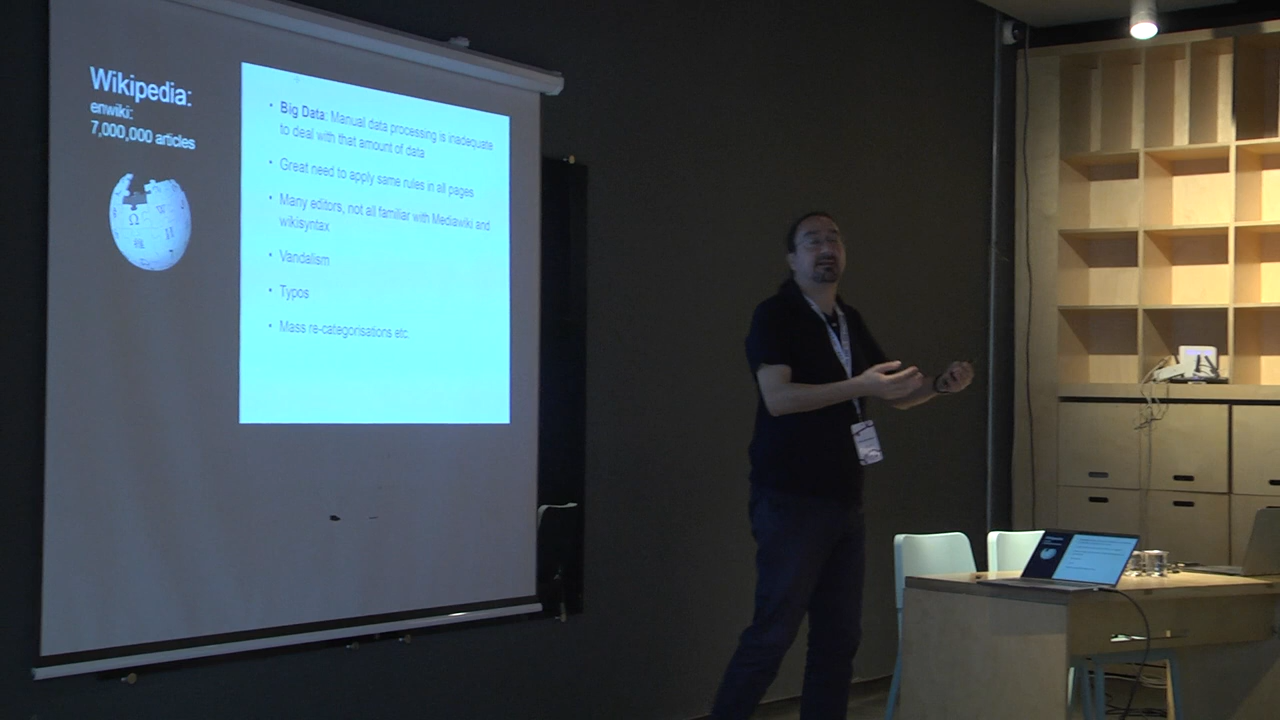 Wikipedia:
enwiki:
7,000,000 articles
• Big Data: Manual data processing is inadequate
to deal with that amount of data
• Great need to apply same rules in all pages
• Many editors, not all familiar with Mediawiki and
wikisyntax
• Vandalism
• Typos
• Mass re-categorisations etc.